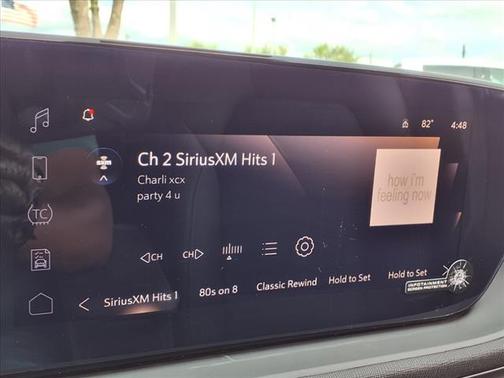 82° 4:48
Ch 2 SiriusXM Hits 1
Charli xcx
party 4 u
how i'm
feeling now
TC
CH CH
SiriusXM Hits 1 80s on 8 Classic Rewind Hold to Set Hold to Set
INFOTAINMENT
SCREEN PROTECTION